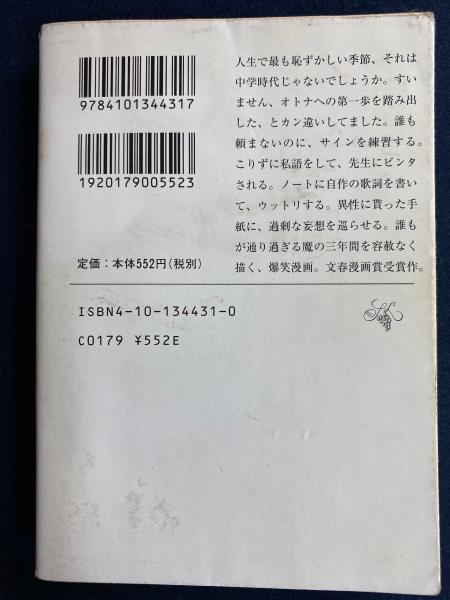 人生で最も恥ずかしい季節、それは
中学時代じゃないでしょうか。すい
ません、オトナへの第一歩を踏み出
した、とカン違いしてました。誰も
頼まないのに、サインを練習する。
こりずに私語をして、先生にビンタ
される。ノートに自作の歌詞を書い
て、ウットリする。異性に貰った手
紙に、過剰な妄想を巡らせる。誰も
が通り過ぎる魔の三年間を容赦なく
描く、爆笑漫画。文春漫画賞受賞作。
9784101344317
1920179005523
定価：本体552円（税別）
ISBN4-10-134431-0
C0179 ¥552E